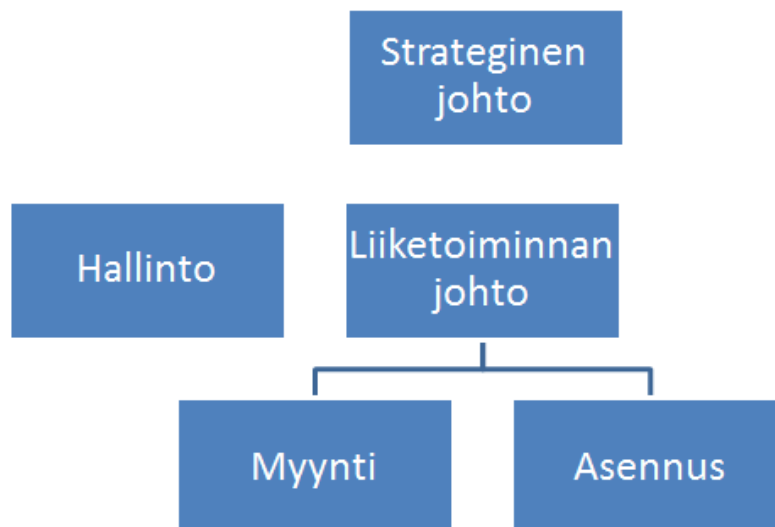 Strateginen
johto
Hallinto
Liiketoiminnan
johto
Myynti
Asennus